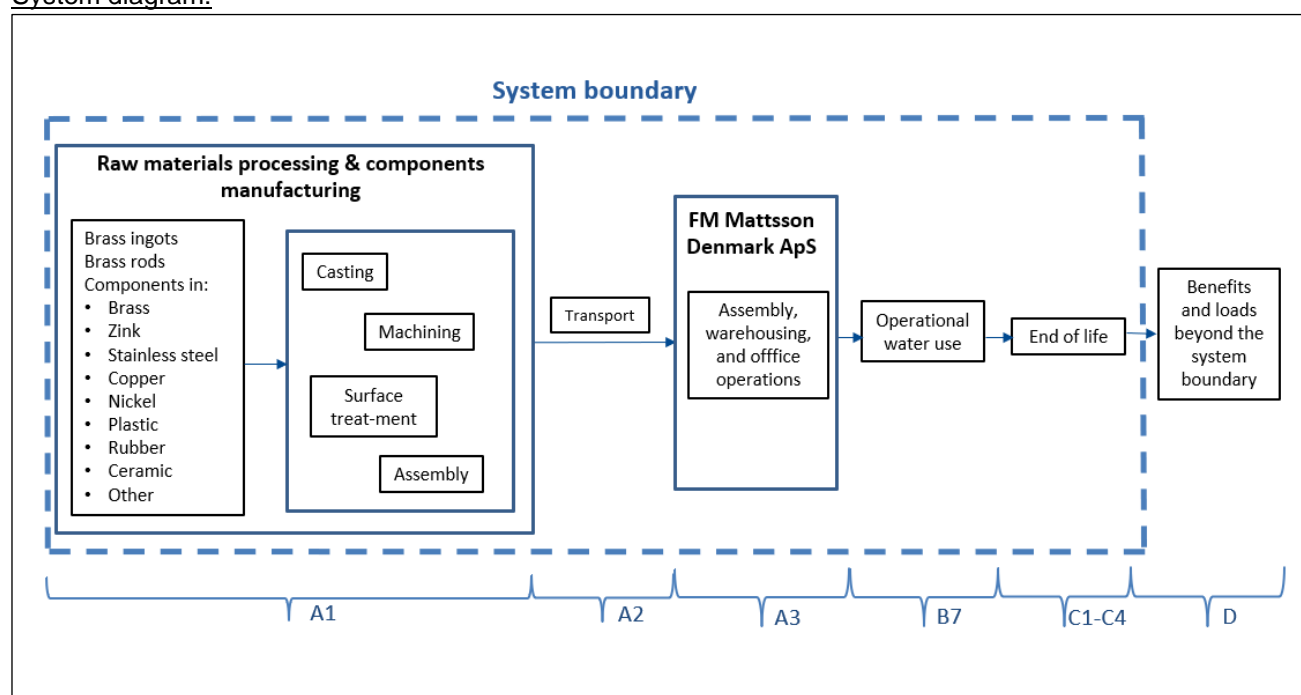 System diagram:
System boundary
Raw materials processing & components
manufacturing
Brass ingots
Brass rods
Components in:
• Brass
• Zink
• Stainless steel
• Copper
• Nickel
• Plastic
• Rubber
• Ceramic
• Other
Casting
Machining
Surface
treat-ment
Assembly
Transport
FM Mattsson
Denmark ApS
Assembly,
warehousing,
and offfice
operations
Operational
water use
End of life
Benefits
and loads
beyond the
system
boundary
A1
A2
A3
B7
C1-C4
D